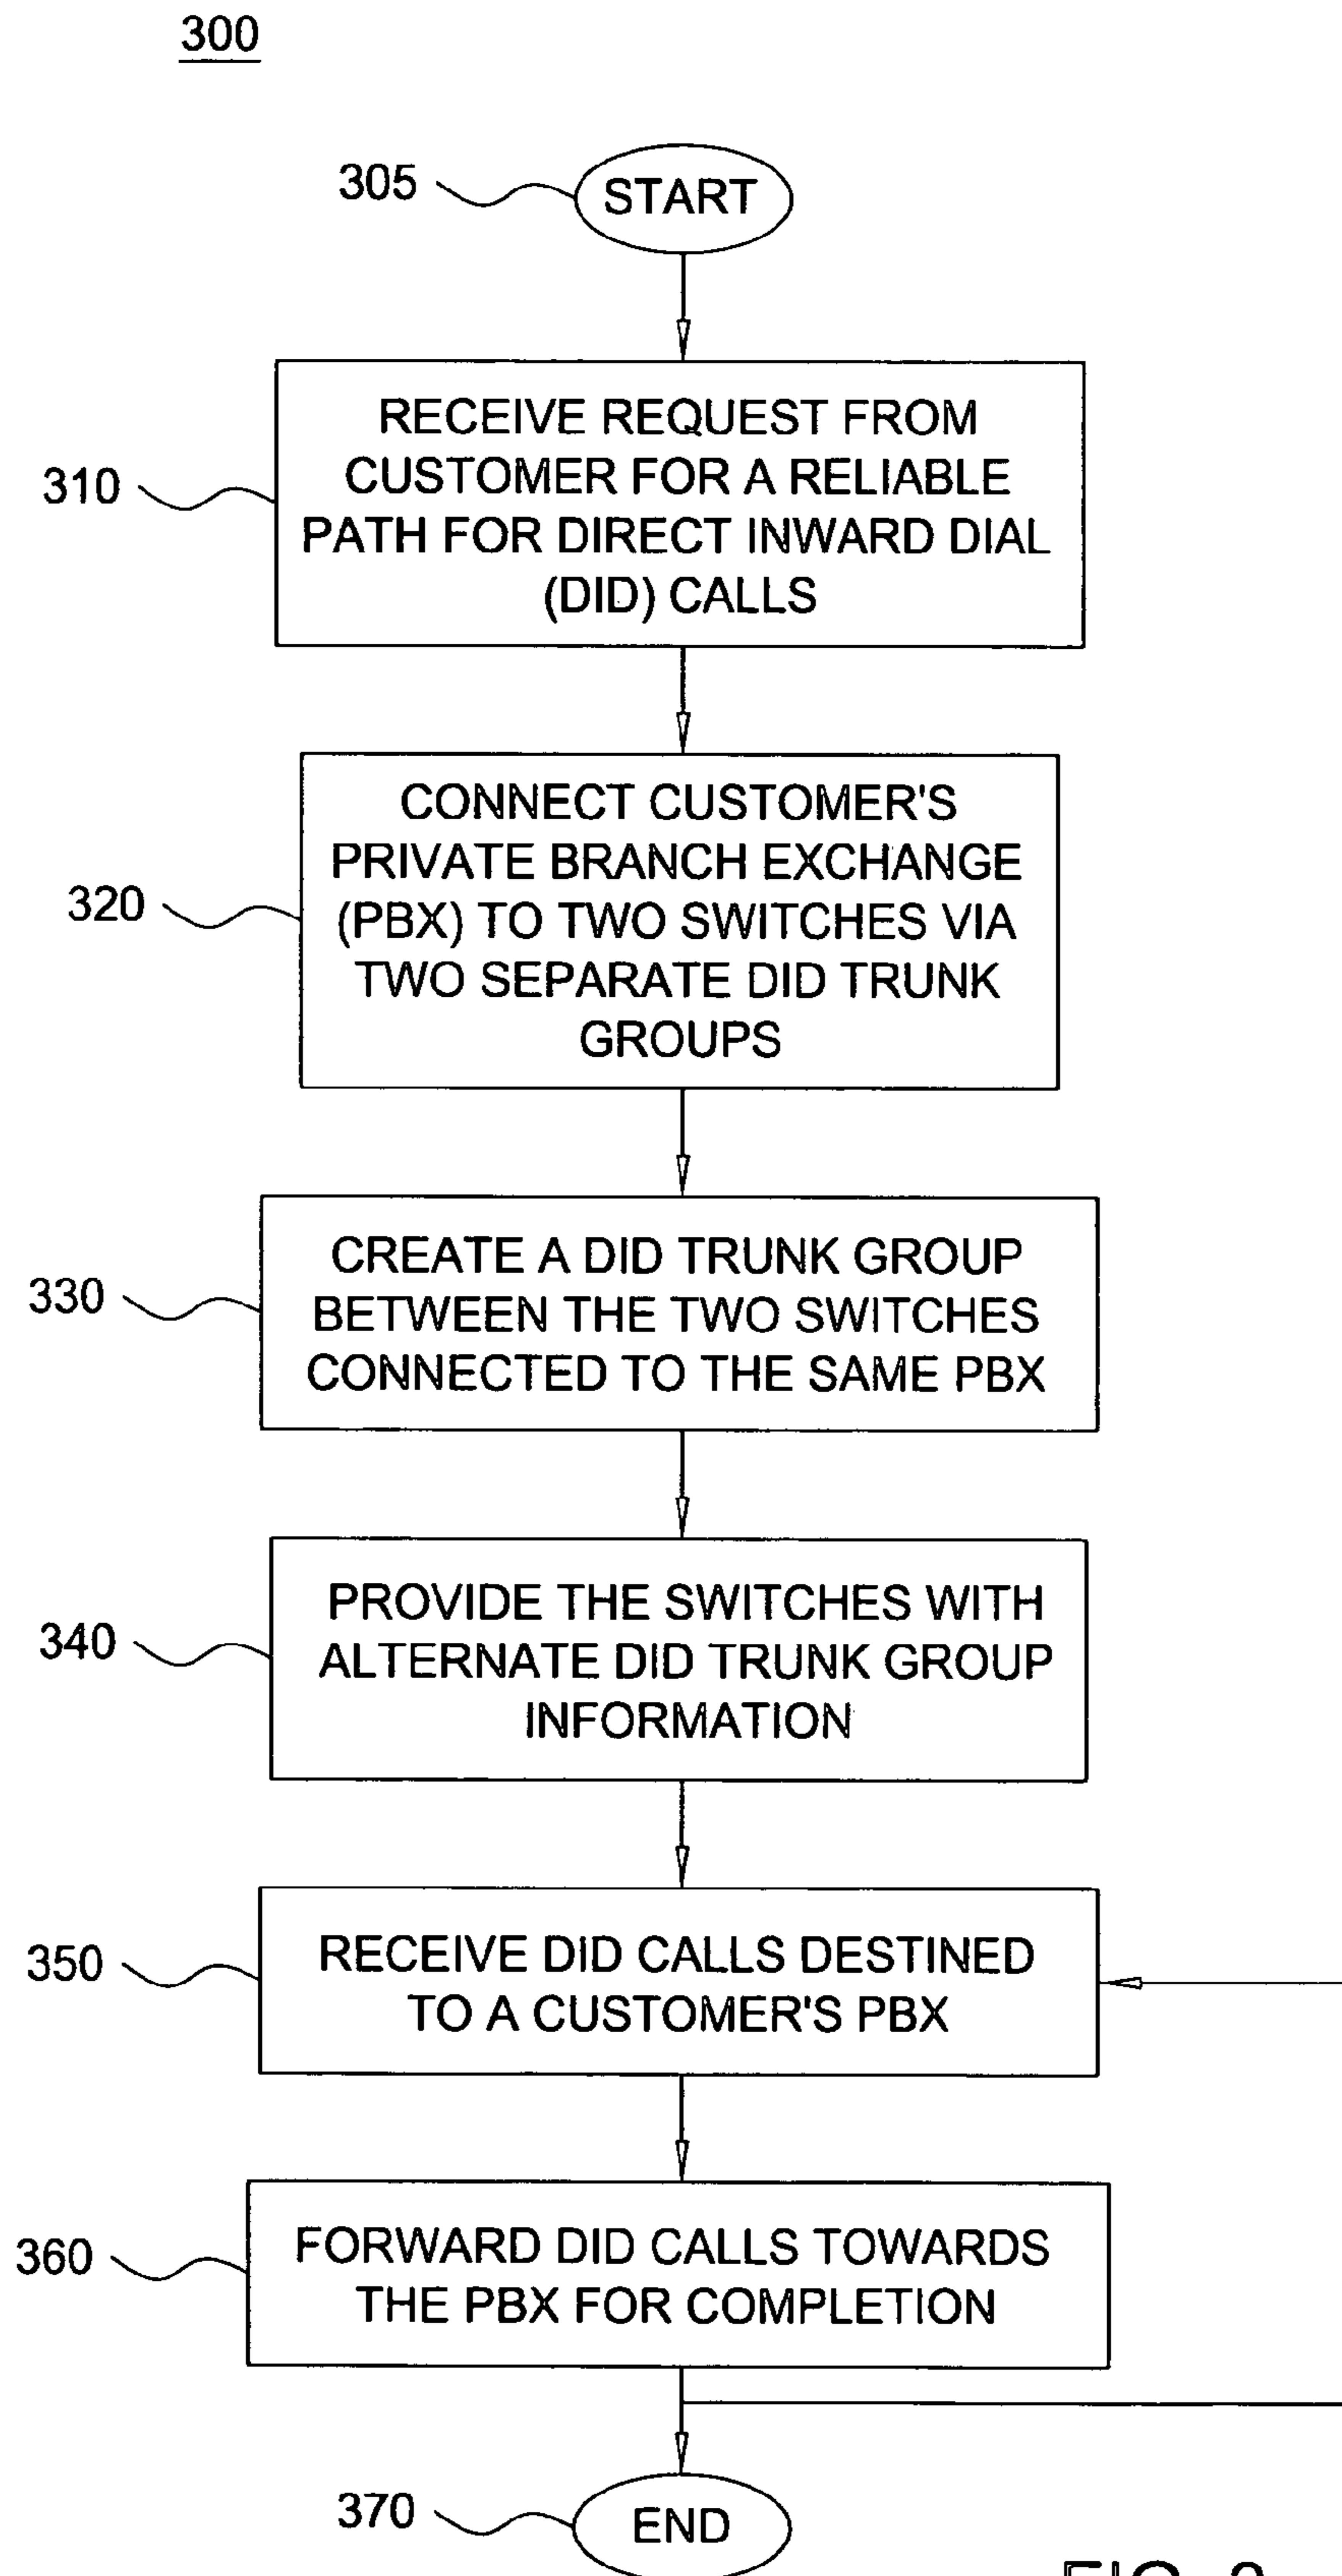 300
305
START
310
RECEIVE REQUEST FROM
CUSTOMER FOR A RELIABLE
PATH FOR DIRECT INWARD DIAL
(DID) CALLS
320
CONNECT CUSTOMER'S
PRIVATE BRANCH EXCHANGE
(PBX) TO TWO SWITCHES VIA
TWO SEPARATE DID TRUNK
GROUPS
330
CREATE A DID TRUNK GROUP
BETWEEN THE TWO SWITCHES
CONNECTED TO THE SAME PBX
340
PROVIDE THE SWITCHES WITH
ALTERNATE DID TRUNK GROUP
INFORMATION
350
RECEIVE DID CALLS DESTINED
TO A CUSTOMER'S PBX
360
FORWARD DID CALLS TOWARDS
THE PBX FOR COMPLETION
370
END
FIG.